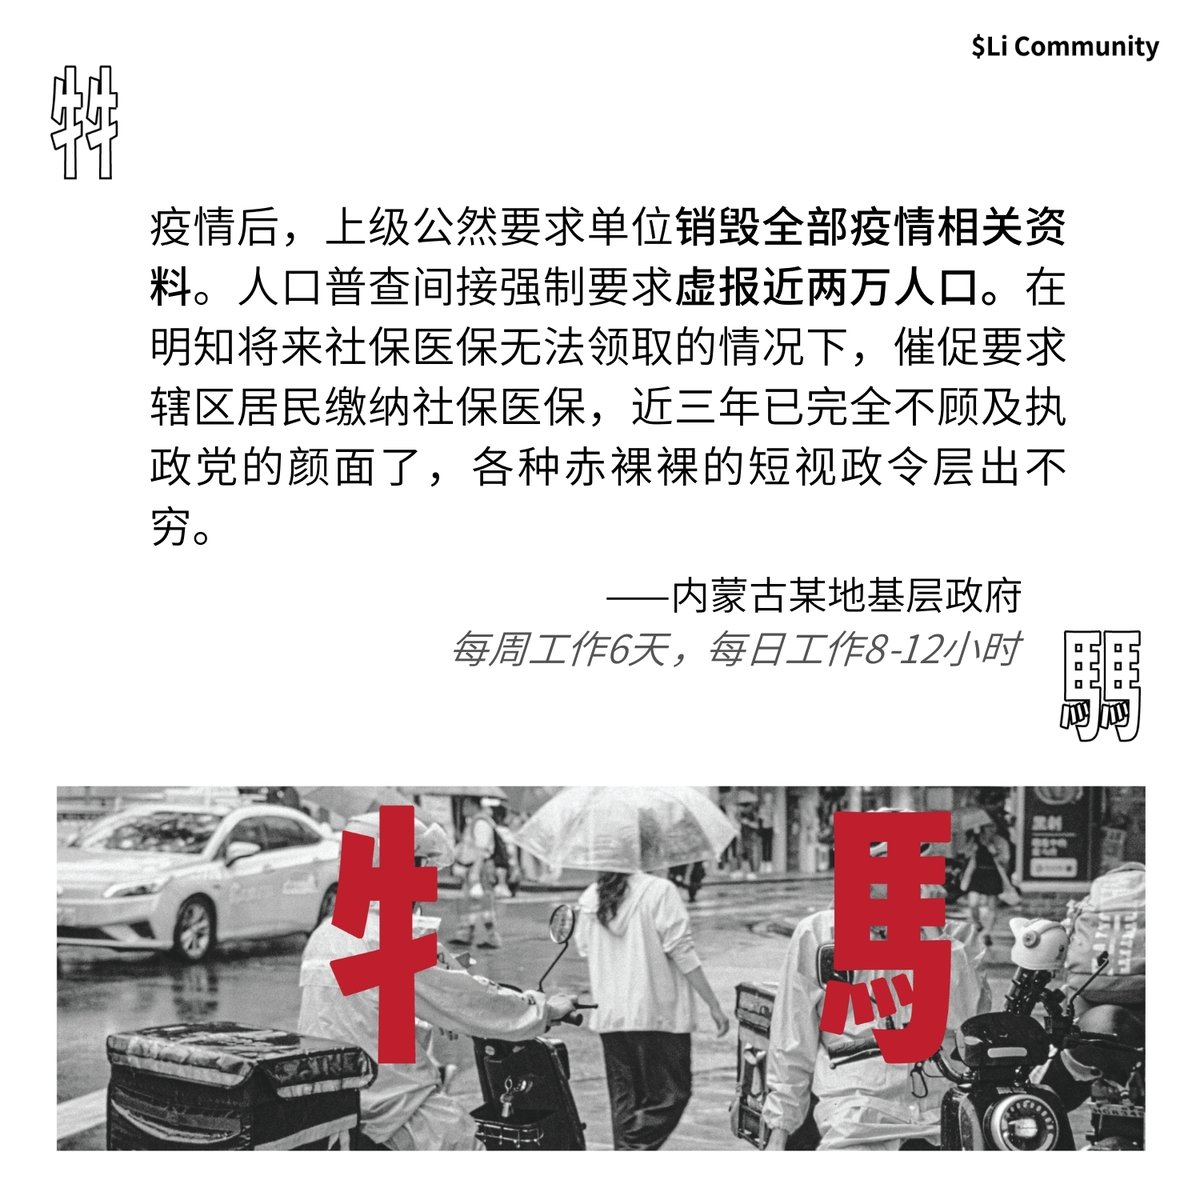 $Li Community
牜牜
疫情后，上级公然要求单位销毁全部疫情相关资
料。人口普查间接强制要求虚报近两万人口。在
明知将来社保医保无法领取的情况下，催促要求
辖区居民缴纳社保医保，近三年已完全不顾及执
政党的颜面了，各种赤裸裸的短视政令层出不
穷。
——内蒙古某地基层政府
每周工作6天，每日工作8-12小时
馬馬
牜 馬